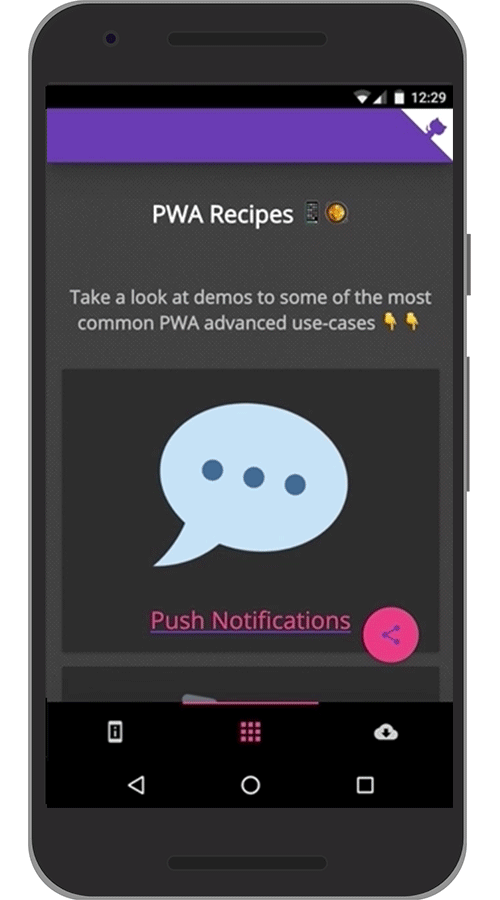 12:29
PWA Recipes 📱🥘
Take a look at demos to some of the most
common PWA advanced use-cases 👇👇
Push Notifications